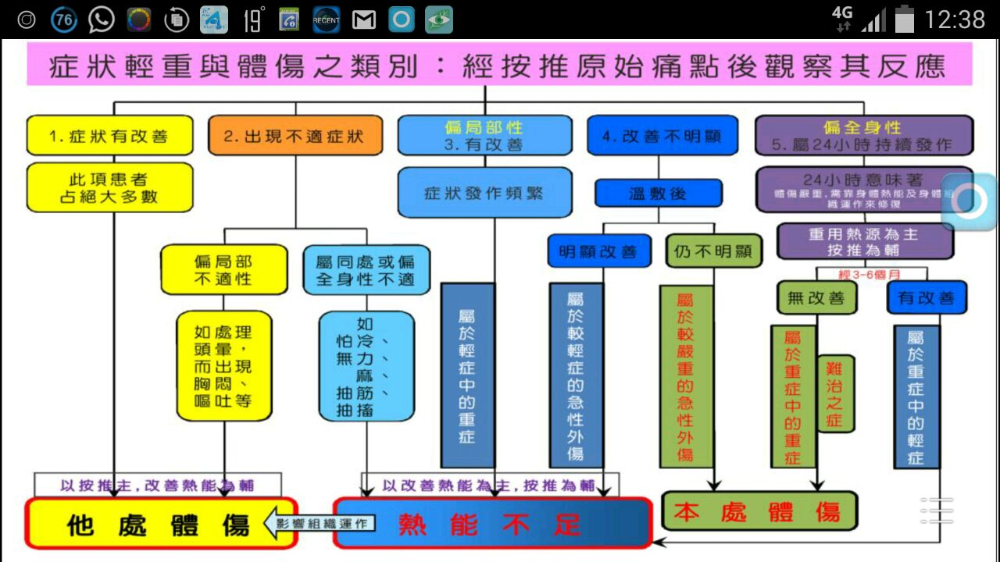 76
19°
RECENT
4G
12:38
症狀輕重與體傷之類別：經按推原始痛點後觀察其反應
1.症狀有改善
此項患者
占絕大多數
2.出現不適症狀
偏局部
不適性
如處理
頭暈，
而出現
胸悶、
嘔吐等
屬同處或偏
全身性不適
如
怕冷、
無力、
麻、
抽筋、
抽搐
偏局部性
3.有改善
症狀發作頻繁
屬於輕症中的重症
4.改善不明顯
溫敷後
明顯改善
屬於較輕症的急性外傷
仍不明顯
屬於較嚴重的急性外傷
偏全身性
5.屬24小時持續發作
24小時意味著
體傷嚴重.需靠身體熱能及身體組
織運作來修復
重用熱源為主
按推為輔
經3-6個月
無改善
屬於重症中的重症
難治之症
有改善
屬於重症中的輕症
以按推主,改善熱能為輔
以改善熱能為主,按推為輔
他處體傷
影響組織運作
熱能不足
本處體傷